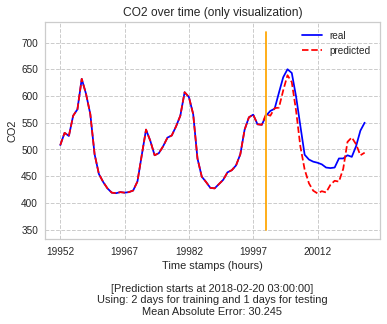 CO2 over time (only visualization)
real
predicted
700
650
600
550
500
450
400
350
CO2
19952
19967
19982
19997
20012
Time stamps (hours)
[Prediction starts at 2018-02-20 03:00:00]
Using: 2 days for training and 1 days for testing
Mean Absolute Error: 30.245